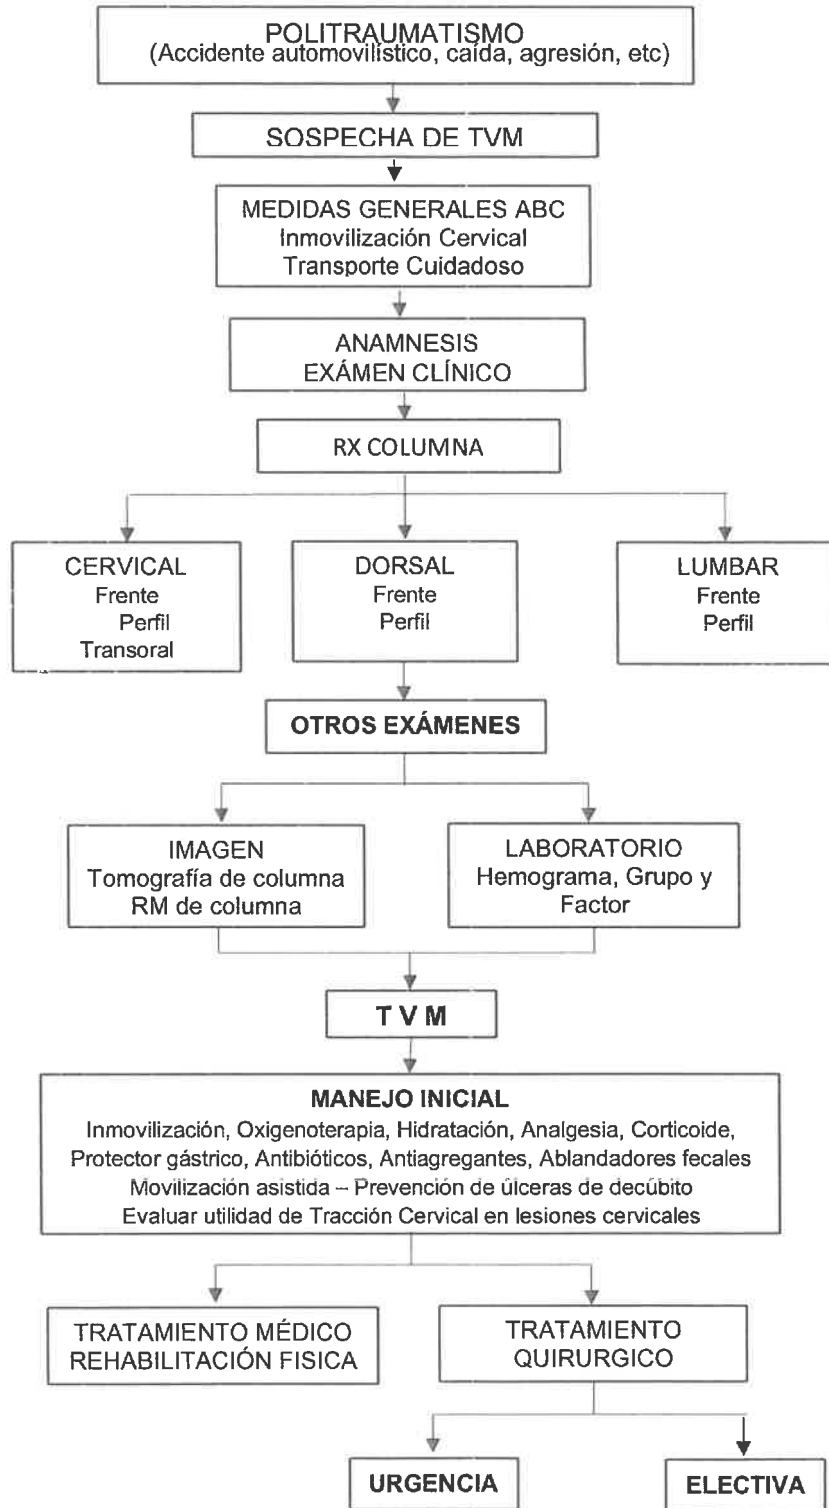 POLITRAUMATISMO
(Accidente automovilístico, caída, agresión, etc)
SOSPECHA DE TVM
MEDIDAS GENERALES ABC
Inmovilización Cervical
Transporte Cuidadoso
ANAMNESIS
EXÁMEN CLÍNICO
RX COLUMNA
CERVICAL
Frente
Perfil
Transoral
DORSAL
Frente
Perfil
LUMBAR
Frente
Perfil
OTROS EXÁMENES
IMAGEN
Tomografía de columna
RM de columna
LABORATORIO
Hemograma, Grupo y
Factor
T V M
MANEJO INICIAL
Inmovilización, Oxigenoterapia, Hidratación, Analgesia, Corticoide,
Protector gástrico, Antibióticos, Antiagregantes, Ablandadores fecales
Movilización asistida – Prevención de úlceras de decúbito
Evaluar utilidad de Tracción Cervical en lesiones cervicales
TRATAMIENTO MÉDICO
REHABILITACIÓN FISICA
TRATAMIENTO
QUIRURGICO
URGENCIA
ELECTIVA